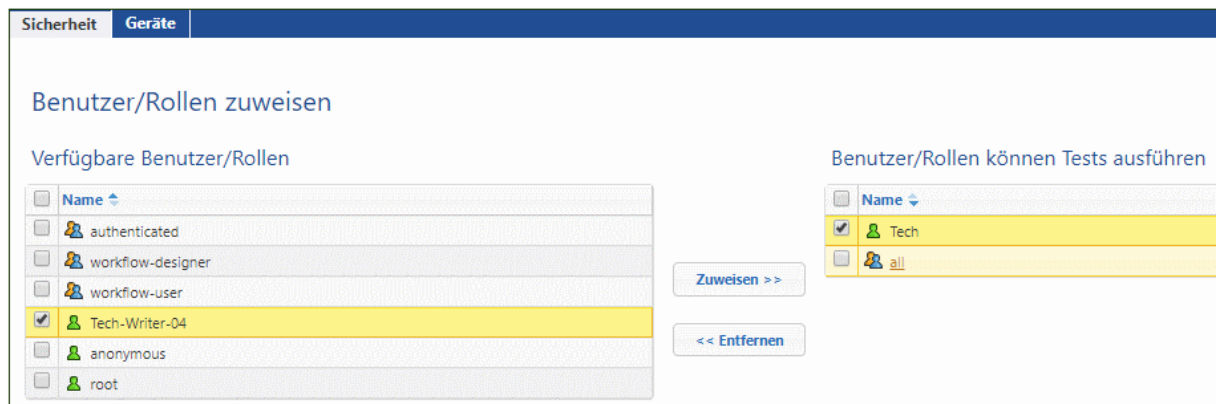 Sicherheit Geräte
Benutzer/Rollen zuweisen
Verfügbare Benutzer/Rollen
Name
authenticated
workflow-designer
workflow-user
Tech-Writer-04
anonymous
root
Zuweisen >>
<< Entfernen
Benutzer/Rollen können Tests ausführen
Name
Tech
all